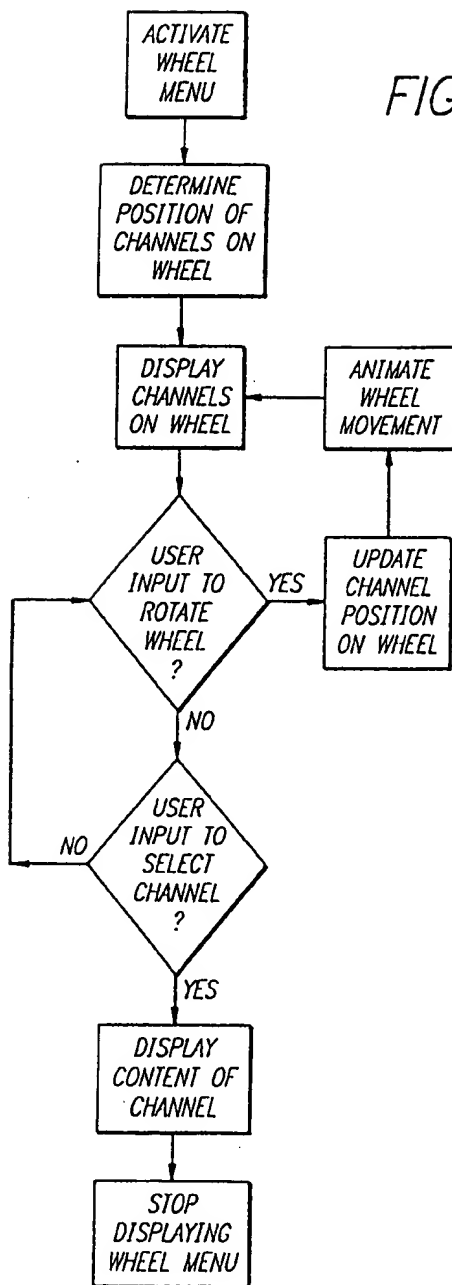 ACTIVATE
WHEEL
MENU
FIG
DETERMINE
POSITION OF
CHANNELS ON
WHEEL
DISPLAY
CHANNELS
ON WHEEL
ANIMATE
WHEEL
MOVEMENT
USER
INPUT TO
ROTATE
WHEEL
?
YES
UPDATE
CHANNEL
POSITION
ON WHEEL
NO
USER
INPUT TO
SELECT
CHANNEL
?
NO
YES
DISPLAY
CONTENT OF
CHANNEL
STOP
DISPLAYING
WHEEL MENU